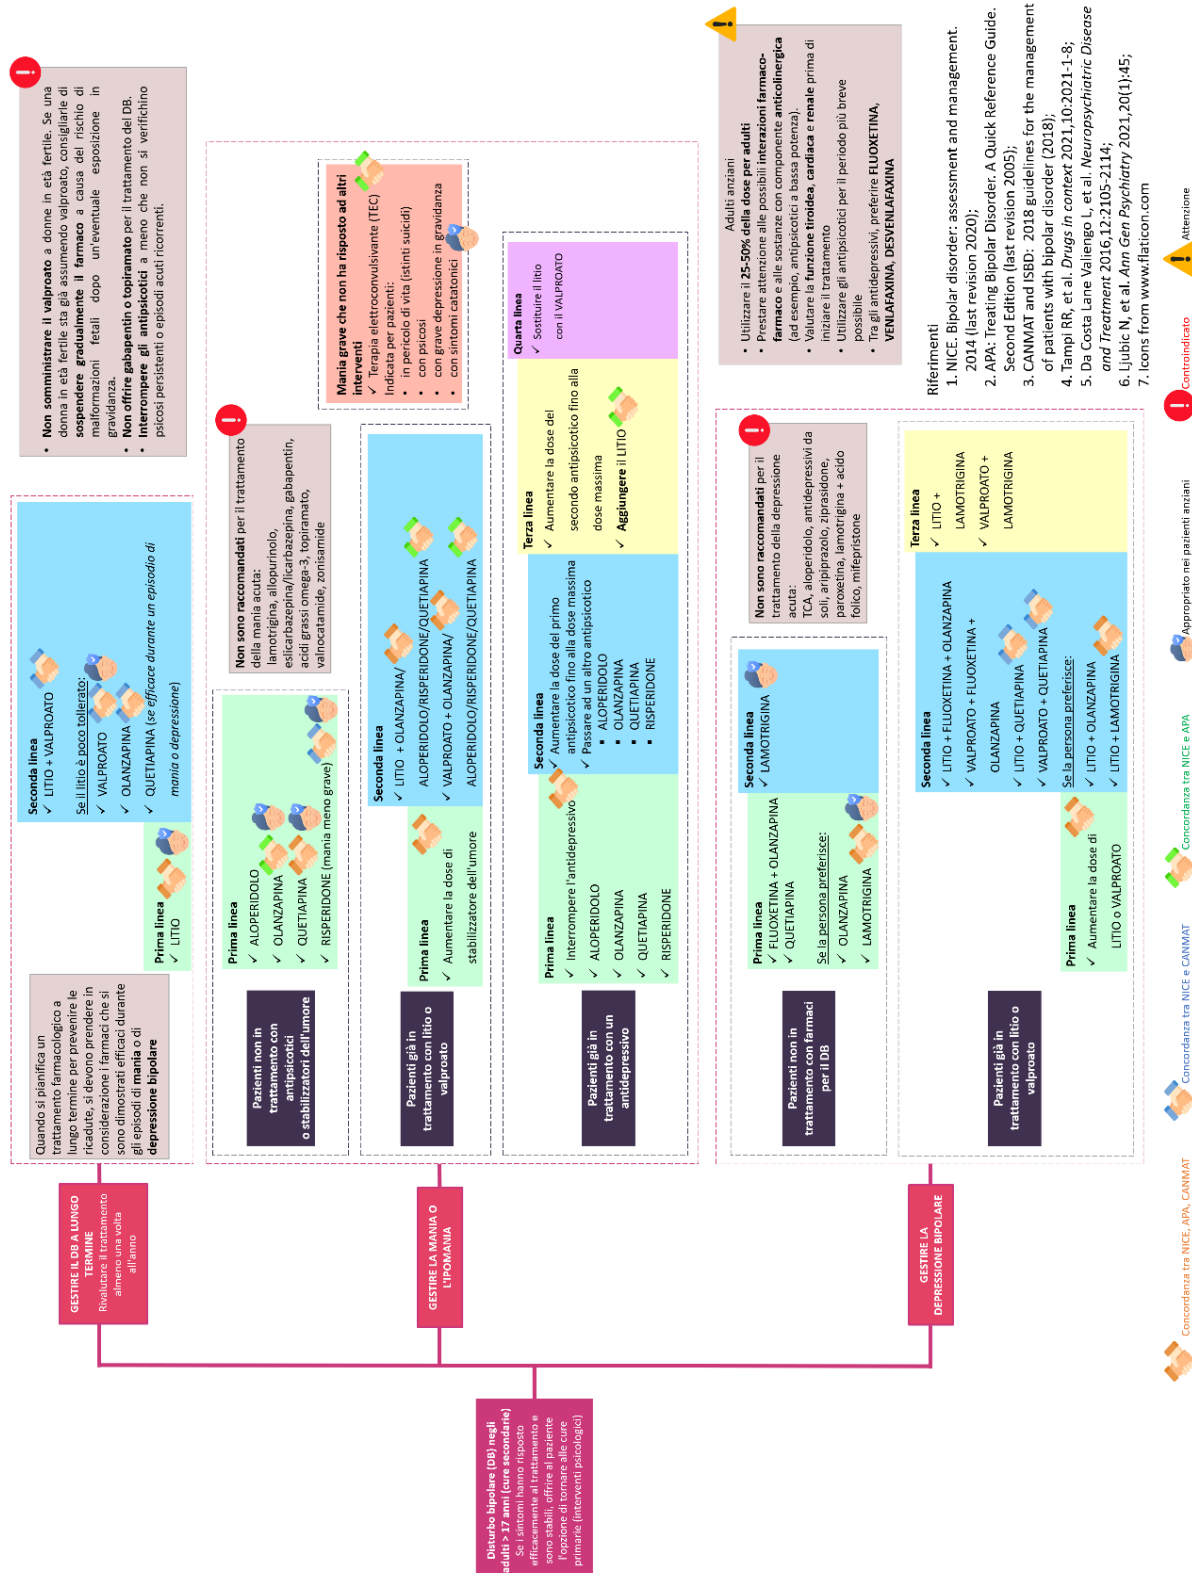 Disturbo bipolare (DB) negli
adulti > 17 anni (cure secondarie)
Se i sintomi hanno risposto
efficacemente al trattamento e
sono stabili, offrire al paziente
l'opzione di tornare alle cure
primarie (interventi psicologici)
GESTIRE IL DB A LUNGO
TERMINE
Rivalutare il trattamento
almeno una volta
all'anno
Quando si pianifica un
trattamento farmacologico a
lungo termine per prevenire le
ricadute, si devono prendere in
considerazione i farmaci che si
sono dimostrati efficaci durante
gli episodi di mania o di
depressione bipolare
Prima linea
✓ LITIO
Seconda linea
✓ LITIO + VALPROATO
Se il litio è poco tollerato:
✓ VALPROATO
✓ OLANZAPINA
✓ QUETIAPINA (se efficace durante un episodio di
mania o depressione)
• Non somministrare il valproato a donne in età fertile. Se una
donna in età fertile sta già assumendo valproato, consigliarle di
sospendere gradualmente il farmaco a causa del rischio di
malformazioni fetali dopo un'eventuale esposizione in
gravidanza.
• Non offrire gabapentin o topiramato per il trattamento del DB.
• Interrompere gli antipsicotici a meno che non si verifichino
psicosi persistenti o episodi acuti ricorrenti.
GESTIRE LA MANIA O
L'IPOMANIA
Pazienti non in
trattamento con
antipsicotici
o stabilizzatori dell'umore
Prima linea
✓ ALOPERIDOLO
✓ OLANZAPINA
✓ QUETIAPINA
✓ RISPERIDONE (mania meno grave)
Non sono raccomandati per il trattamento
della mania acuta:
lamotrigina, allopurinolo,
eslicarbazepina/licarbazepina, gabapentin,
acidi grassi omega-3, topiramato,
valnocatamide, zonisamide
Pazienti già in
trattamento con litio o
valproato
Prima linea
✓ Aumentare la dose di
stabilizzatore dell'umore
Seconda linea
✓ LITIO + OLANZAPINA/
ALOPERIDOLO/RISPERIDONE/QUETIAPINA
✓ VALPROATO + OLANZAPINA/
ALOPERIDOLO/RISPERIDONE/QUETIAPINA
Mania grave che non ha risposto ad altri
interventi
✓ Terapia elettroconvulsivante (TEC)
Indicata per pazienti:
• in pericolo di vita (istinti suicidi)
• con psicosi
• con grave depressione in gravidanza
• con sintomi catatonici
Pazienti già in
trattamento con un
antidepressivo
Prima linea
✓ Interrompere l'antidepressivo
✓ ALOPERIDOLO
✓ OLANZAPINA
✓ QUETIAPINA
✓ RISPERIDONE
Seconda linea
✓ Aumentare la dose del primo
antipsicotico fino alla dose massima
✓ Passare ad un altro antipsicotico
▪ ALOPERIDOLO
▪ OLANZAPINA
▪ QUETIAPINA
▪ RISPERIDONE
Terza linea
✓ Aumentare la dose del
secondo antipsicotico fino alla
dose massima
✓ Aggiungere il LITIO
Quarta linea
✓ Sostituire il litio
con il VALPROATO
GESTIRE LA
DEPRESSIONE BIPOLARE
Pazienti non in
trattamento con farmaci
per il DB
Prima linea
✓ FLUOXETINA + OLANZAPINA
✓ QUETIAPINA
Se la persona preferisce:
✓ OLANZAPINA
✓ LAMOTRIGINA
Seconda linea
✓ LAMOTRIGINA
Non sono raccomandati per il
trattamento della depressione
acuta:
TCA, aloperidolo, antidepressivi da
soli, aripiprazolo, ziprasidone,
paroxetina, lamotrigina + acido
folico, mifepristone
Pazienti già in
trattamento con litio o
valproato
Prima linea
✓ Aumentare la dose di
LITIO o VALPROATO
Seconda linea
✓ LITIO + FLUOXETINA + OLANZAPINA
✓ VALPROATO + FLUOXETINA +
OLANZAPINA
✓ LITIO + QUETIAPINA
✓ VALPROATO + QUETIAPINA
Se la persona preferisce:
✓ LITIO + OLANZAPINA
✓ LITIO + LAMOTRIGINA
Terza linea
✓ LITIO +
LAMOTRIGINA
✓ VALPROATO +
LAMOTRIGINA
Adulti anziani
• Utilizzare il 25-50% della dose per adulti
• Prestare attenzione alle possibili interazioni farmaco-
farmaco e alle sostanze con componente anticolinergica
(ad esempio, antipsicotici a bassa potenza).
• Valutare la funzione tiroidea, cardiaca e renale prima di
iniziare il trattamento
• Utilizzare gli antipsicotici per il periodo più breve
possibile
• Tra gli antidepressivi, preferire FLUOXETINA,
VENLAFAXINA, DESVENLAFAXINA
Riferimenti
1. NICE. Bipolar disorder: assessment and management.
2014 (last revision 2020);
2. APA: Treating Bipolar Disorder. A Quick Reference Guide.
Second Edition (last revision 2005);
3. CANMAT and ISBD: 2018 guidelines for the management
of patients with bipolar disorder (2018);
4. Tampi RR, et al. Drugs in context 2021,10:2021-1-8;
5. Da Costa Lane Valiengo L, et al. Neuropsychiatric Disease
and Treatment 2016,12:2105-2114;
6. Ljubic N, et al. Ann Gen Psychiatry 2021,20(1):45;
7. Icons from www.flaticon.com
Concordanza tra NICE, APA, CANMAT
Concordanza tra NICE e CANMAT
Concordanza tra NICE e APA
Appropriato nei pazienti anziani
Controindicato
Attenzione